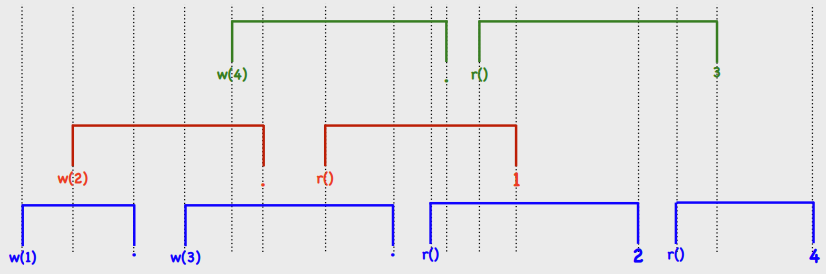 w(4) . r() 3
w(2) . r() 1
w(1) . w(3) . r() 2 r() 4